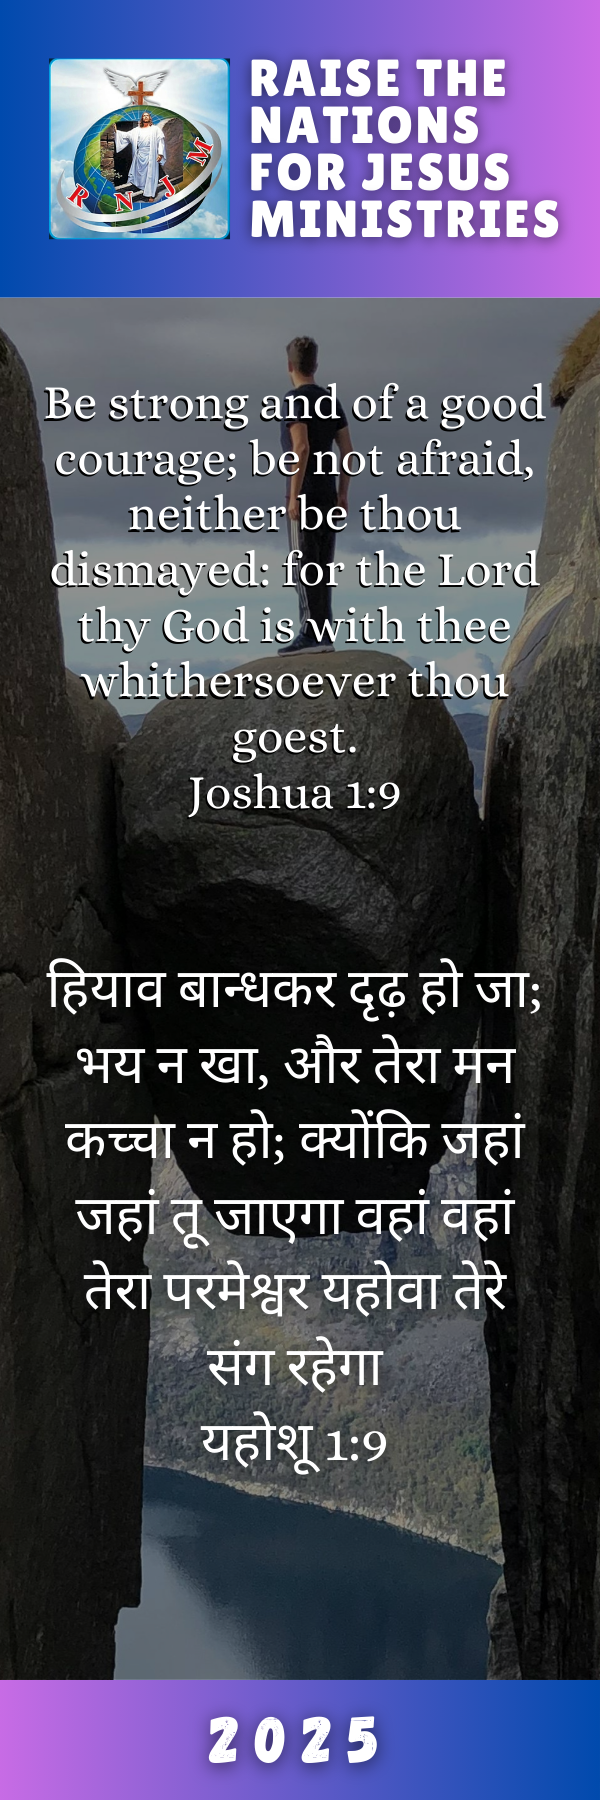 R N J M
RAISE THE
NATIONS
FOR JESUS
MINISTRIES
Be strong and of a good
courage; be not afraid,
neither be thou
dismayed: for the Lord
thy God is with thee
whithersoever thou
goest.
Joshua 1:9
हियाव बान्धकर दृढ़ हो जा;
भय न खा, और तेरा मन
कच्चा न हो; क्योंकि जहां
जहां तू जाएगा वहां वहां
तेरा परमेश्वर यहोवा तेरे
संग रहेगा
यहोशू 1:9
2025